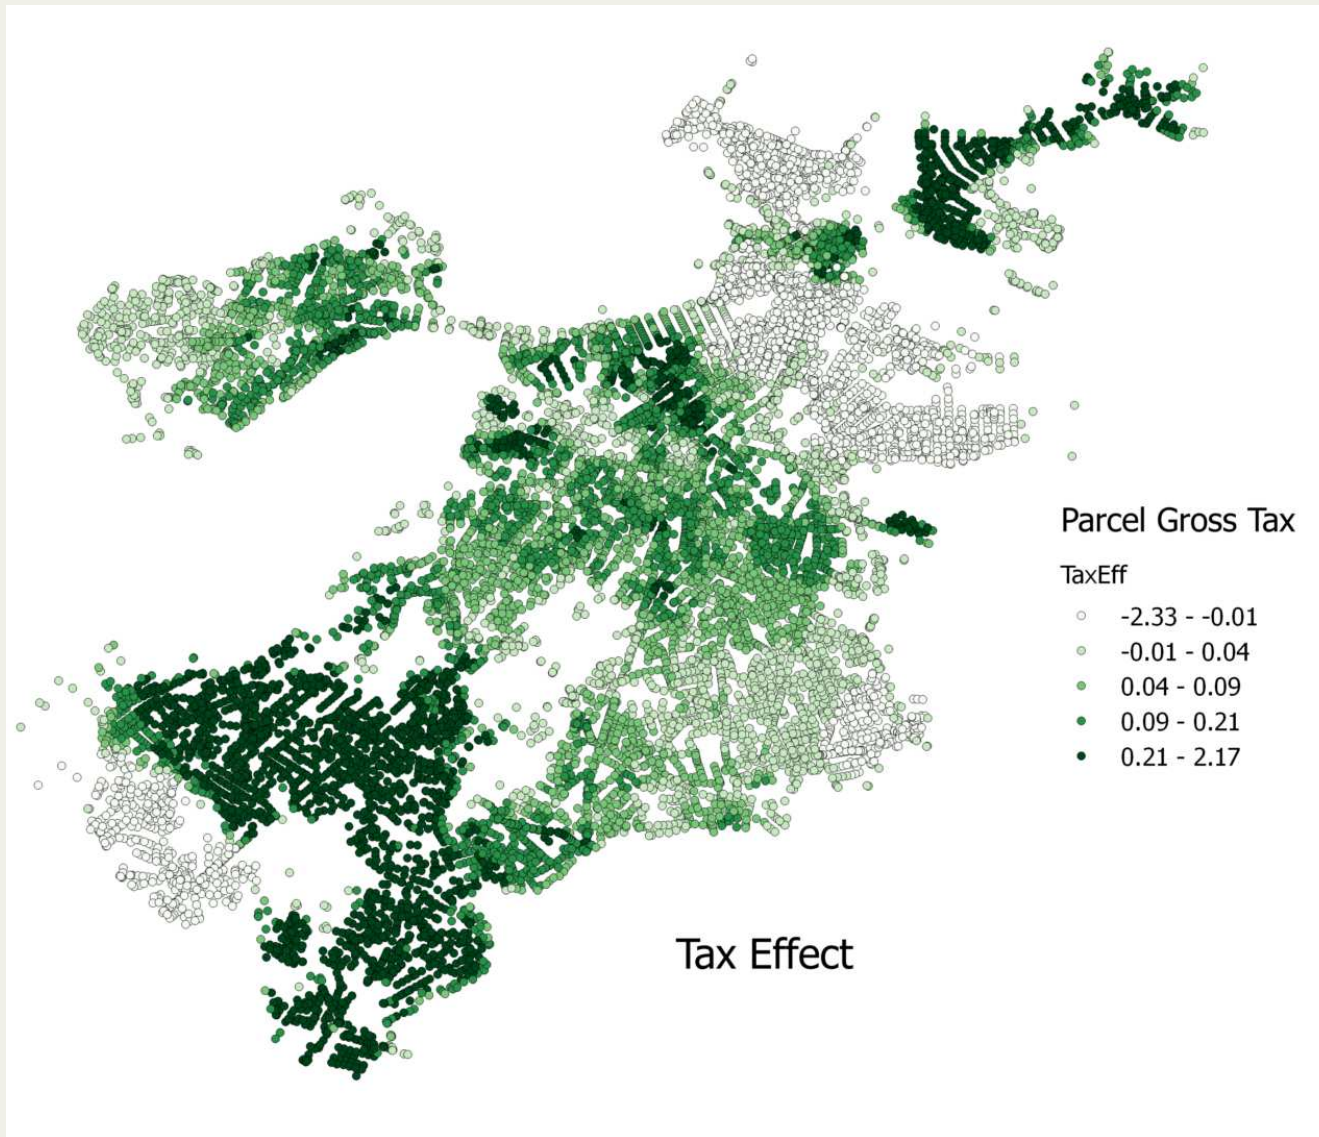 Parcel Gross Tax
TaxEff
-2.33 - -0.01
-0.01 - 0.04
0.04 - 0.09
0.09 - 0.21
0.21 - 2.17
Tax Effect